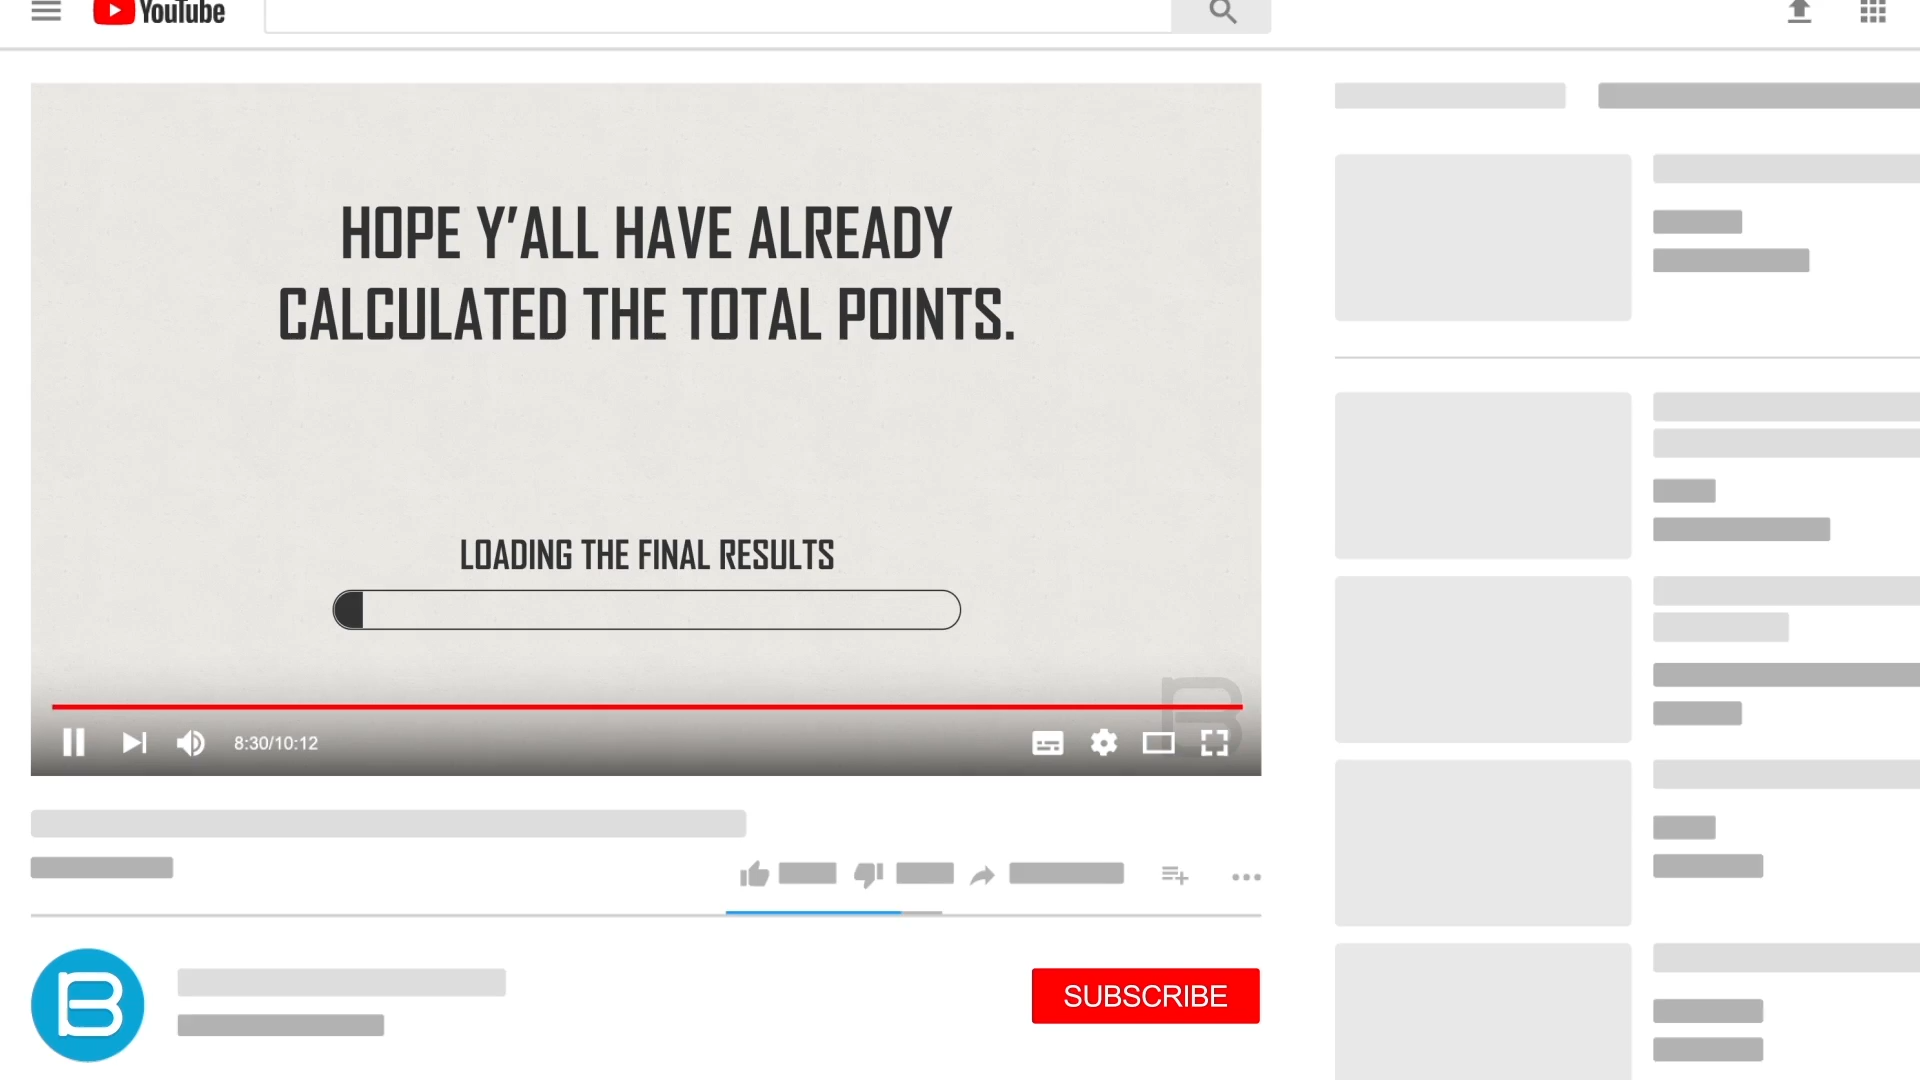 YouTube
HOPE Y'ALL HAVE ALREADY
CALCULATED THE TOTAL POINTS.
LOADING THE FINAL RESULTS
8:30/10:12
B
B
SUBSCRIBE